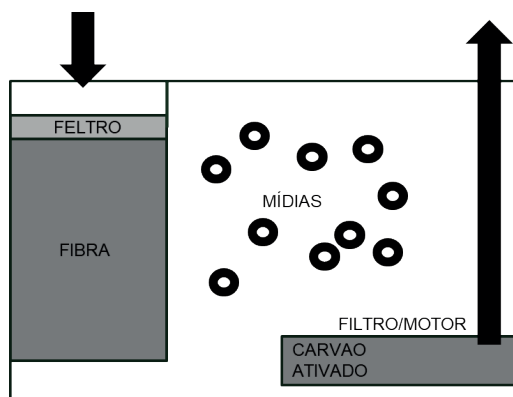 FELTRO
FIBRA
MÍDIAS
FILTRO/MOTOR
CARVAO
ATIVADO